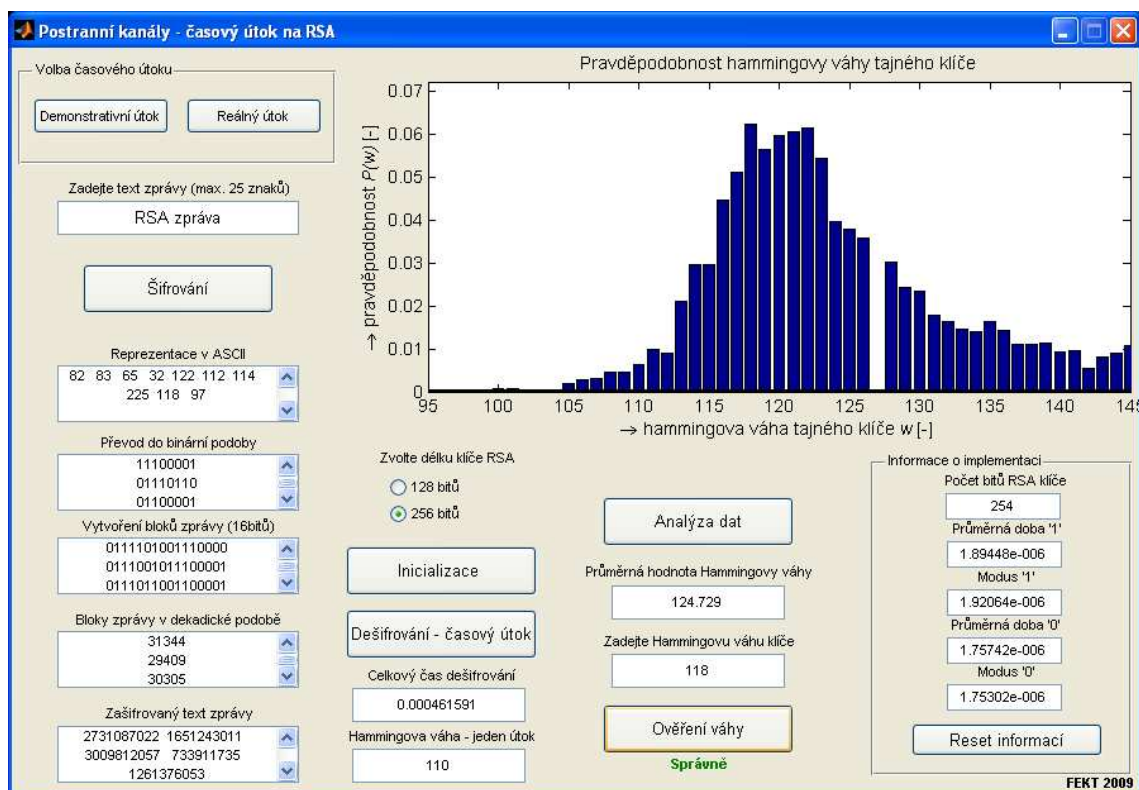 Postranní kanály - časový útok na RSA
Volba časového útoku
Demonstrativní útok
Reálný útok
Zadejte text zprávy (max. 25 znaků)
RSA zpráva
Šifrování
Reprezentace v ASCII
82 83 65 32 122 112 114
225 118 97
Převod do binární podoby
11100001
01110110
01100001
Vytvoření bloků zprávy (16bitů)
0111101001110000
0111001011100001
0111011001100001
Bloky zprávy v dekadické podobě
31344
29409
30305
Zašifrovaný text zprávy
2731087022 1651243011
3009812057 733911735
1261376053
Pravděpodobnost hammingovy váhy tajného klíče
→ pravděpodobnost P(w) [-]
0.07
0.06
0.05
0.04
0.03
0.02
0.01
0
95 100 105 110 115 120 125 130 135 140 145
→ hammingova váha tajného klíče w [-]
Zvolte délku klíče RSA
128 bitů
256 bitů
Inicializace
Dešifrování - časový útok
Celkový čas dešifrování
0.000461591
Hammingova váha - jeden útok
110
Analýza dat
Průměrná hodnota Hammingovy váhy
124.729
Zadejte Hammingovu váhu klíče
118
Ověření váhy
Správně
Informace o implementaci
Počet bitů RSA klíče
254
Průměrná doba '1'
1.89448e-006
Modus '1'
1.92064e-006
Průměrná doba '0'
1.75742e-006
Modus '0'
1.75302e-006
Reset informací
FEKT 2009